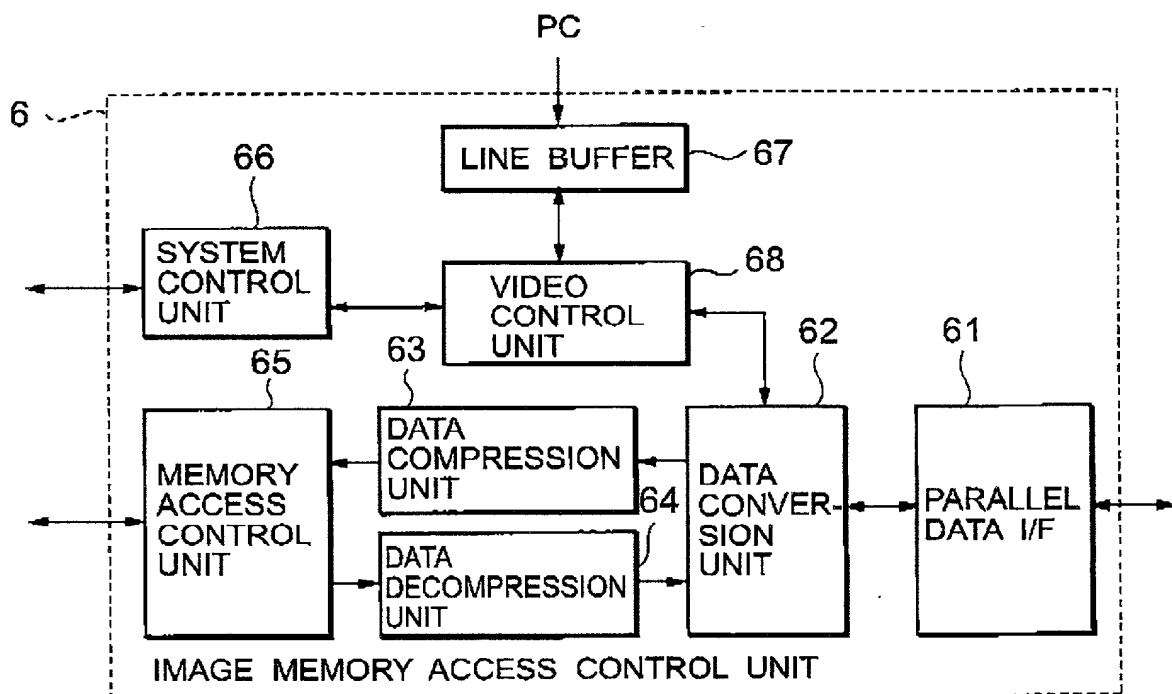 PC
6
LINE BUFFER
67
66
SYSTEM
CONTROL
UNIT
68
VIDEO
CONTROL
UNIT
65
63
62
61
MEMORY
ACCESS
CONTROL
UNIT
DATA
COMPRESSION
UNIT
64
DATA
DECOMPRESSION
UNIT
DATA
CONVER-
SION
UNIT
PARALLEL
DATA I/F
IMAGE MEMORY ACCESS CONTROL UNIT